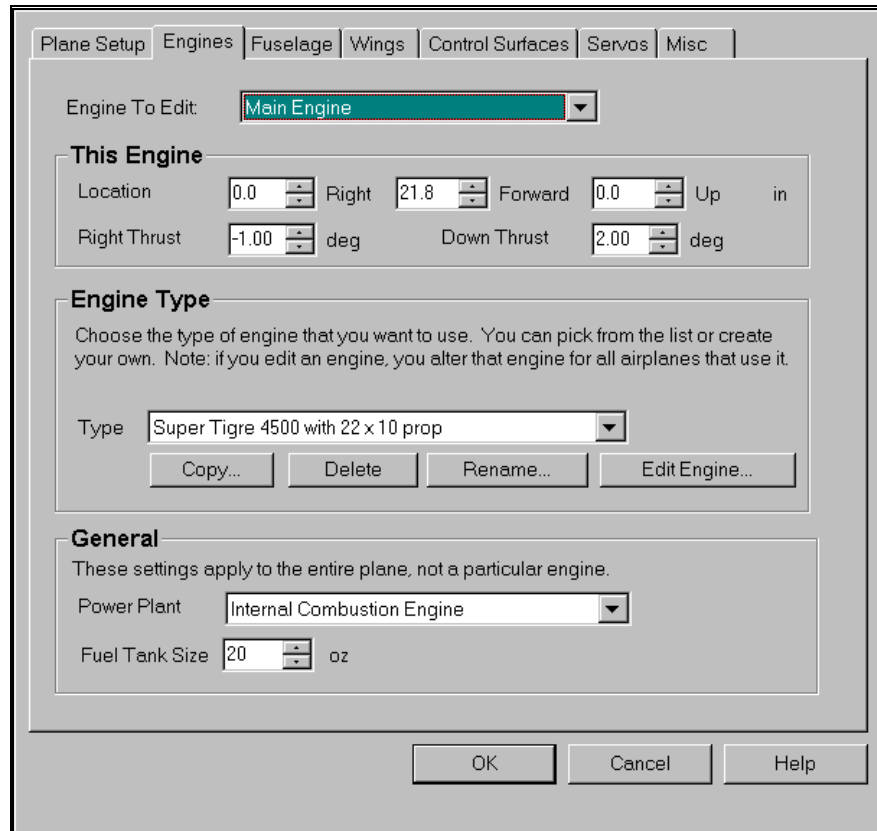 Plane Setup Engines Fuselage Wings Control Surfaces Servos Misc
Engine To Edit: Main Engine
This Engine
Location 0.0 Right 21.8 Forward 0.0 Up in
Right Thrust -1.00 deg Down Thrust 2.00 deg
Engine Type
Choose the type of engine that you want to use. You can pick from the list or create
your own. Note: if you edit an engine, you alter that engine for all airplanes that use it.
Type Super Tigre 4500 with 22 x 10 prop
Copy... Delete Rename... Edit Engine...
General
These settings apply to the entire plane, not a particular engine.
Power Plant Internal Combustion Engine
Fuel Tank Size 20 oz
OK Cancel Help